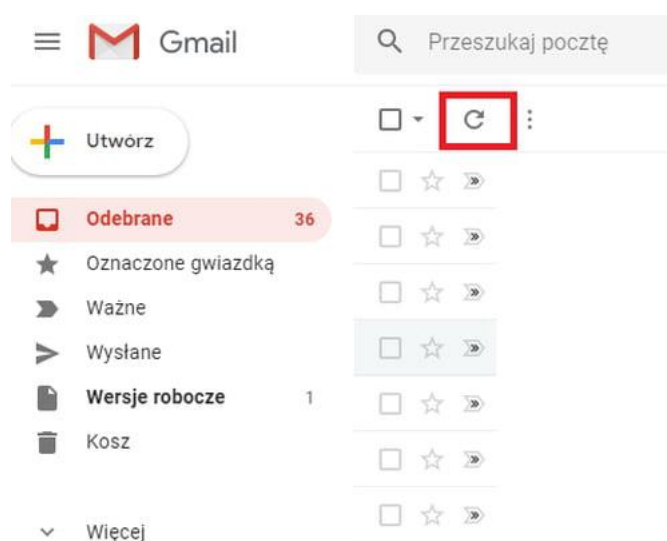 Gmail
Przeszukaj pocztę
Utwórz
Odebrane 36
Oznaczone gwiazdką
Ważne
Wysłane
Wersje robocze 1
Kosz
Więcej